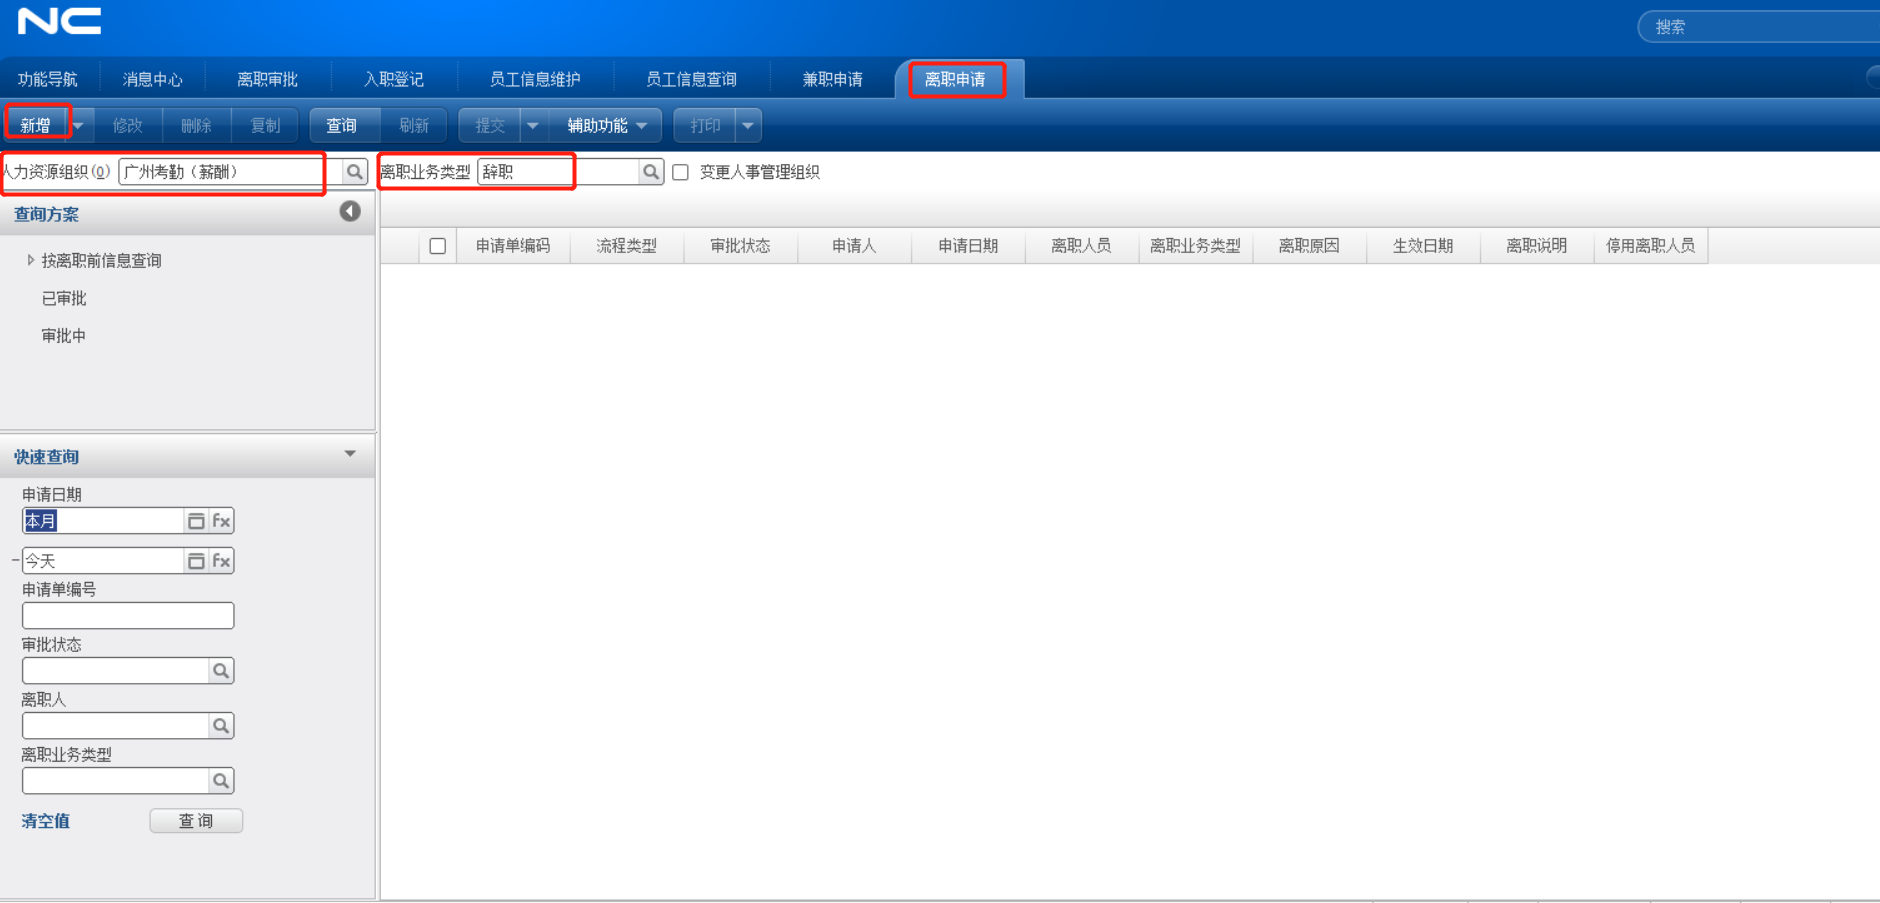 NC
搜索
功能导航 消息中心 离职审批 入职登记 员工信息维护 员工信息查询 兼职申请 离职申请
新增 修改 删除 复制 查询 刷新 提交 辅助功能 打印
人力资源组织(O) 广州考勤（薪酬） 离职业务类型 辞职 变更人事管理组织
查询方案
申请单编码 流程类型 审批状态 申请人 申请日期 离职人员 离职业务类型 离职原因 生效日期 离职说明 停用离职人员
按离职前信息查询
已审批
审批中
快速查询
申请日期
本月 fx
–今天 fx
申请单编号
审批状态
离职人
离职业务类型
清空值 查询